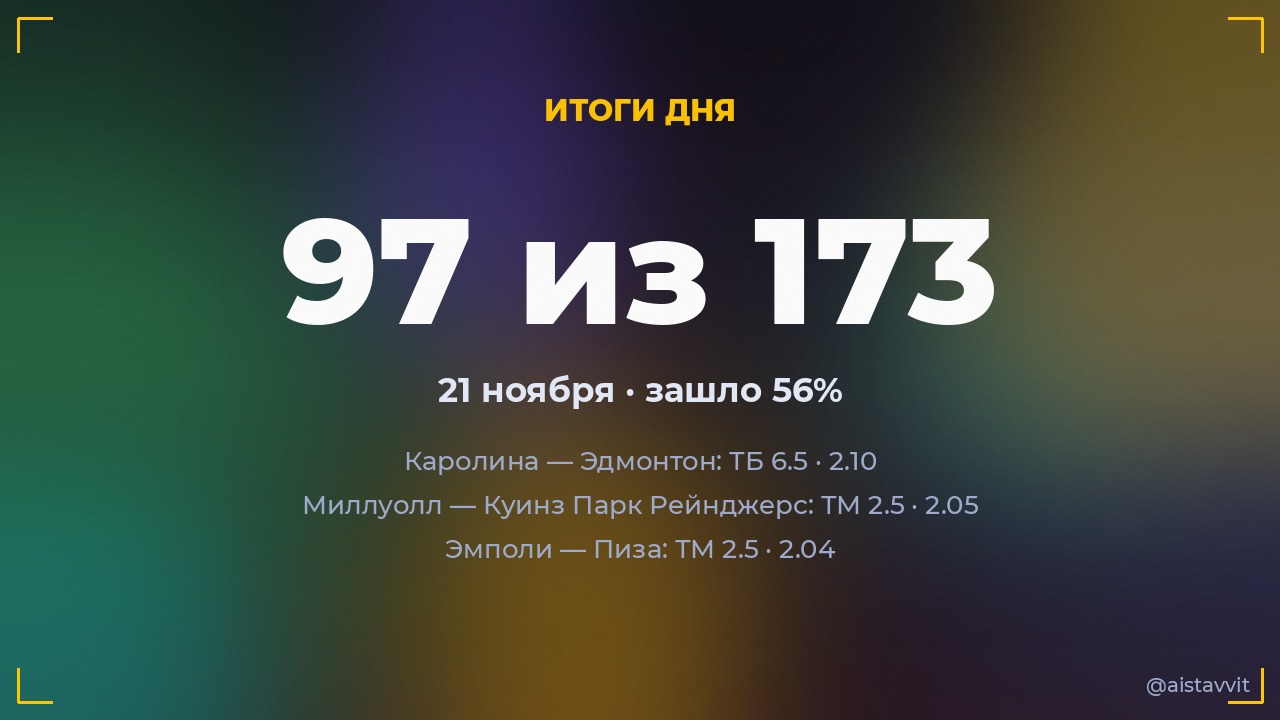 ИТОГИ ДНЯ
97 из 173
21 ноября · зашло 56%
Каролина — Эдмонтон: ТБ 6.5 · 2.10
Миллуолл — Куинз Парк Рейнджерс: ТМ 2.5 · 2.05
Эмполи — Пиза: ТМ 2.5 · 2.04
@aistavvit